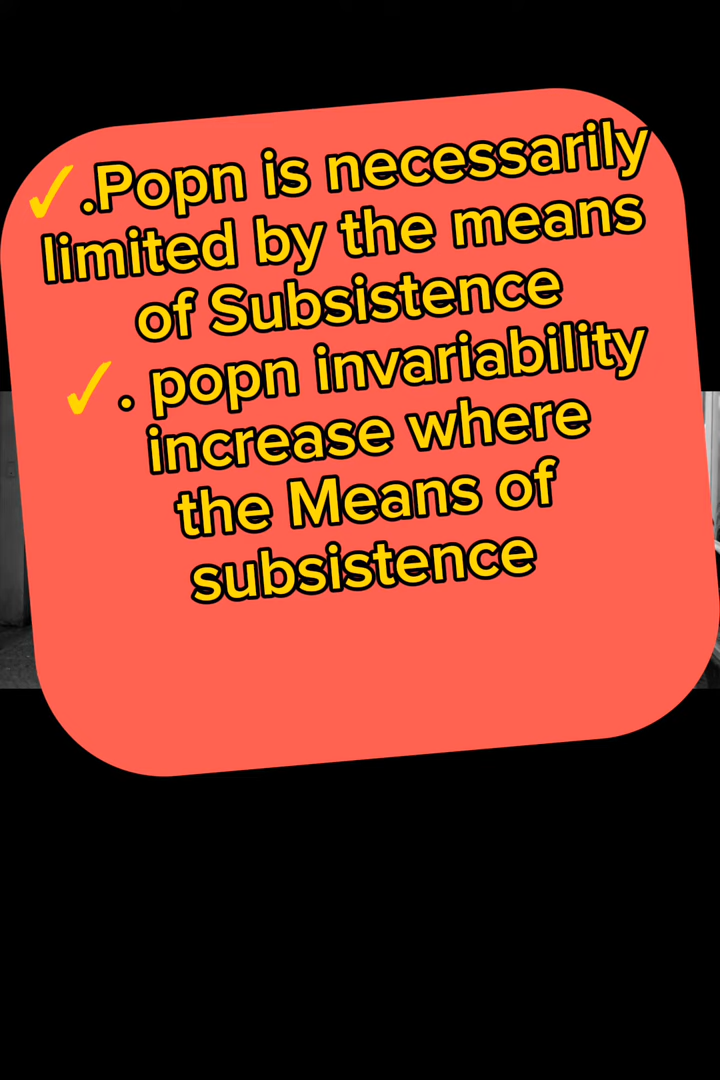 ✓.Popn is necessarily
limited by the means
of Subsistence
✓. popn invariability
increase where
the Means of
subsistence